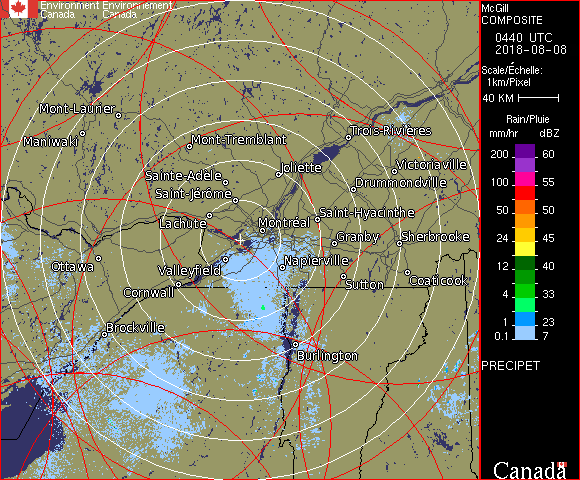 Environment Environnement
Canada Canada
McGill
COMPOSITE
0440 UTC
2018-08-08
Scale/Échelle:
1km/Pixel
40 KM
Rain/Pluie
mm/hr dBZ
200 60
150 57
100 55
50 50
24 45
12 40
4 33
1 23
0.1 7
PRECIPET
Mont-Laurier
Maniwaki
Mont-Tremblant
Trois-Rivières
Joliette
Victoriaville
Sainte-Adèle
Drummondville
Saint-Jérôme
Lachute
Montréal
Saint-Hyacinthe
Granby
Sherbrooke
Ottawa
Valleyfield
Napierville
Cornwall
Sutton
Coaticook
Brockville
Burlington
Canada